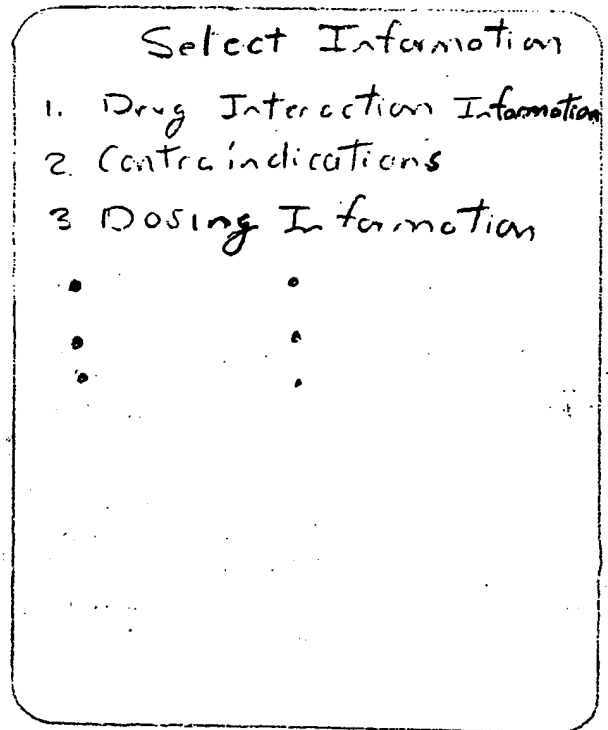 Select Information
1. Drug Interaction Information
2. Contraindications
3 Dosing Information